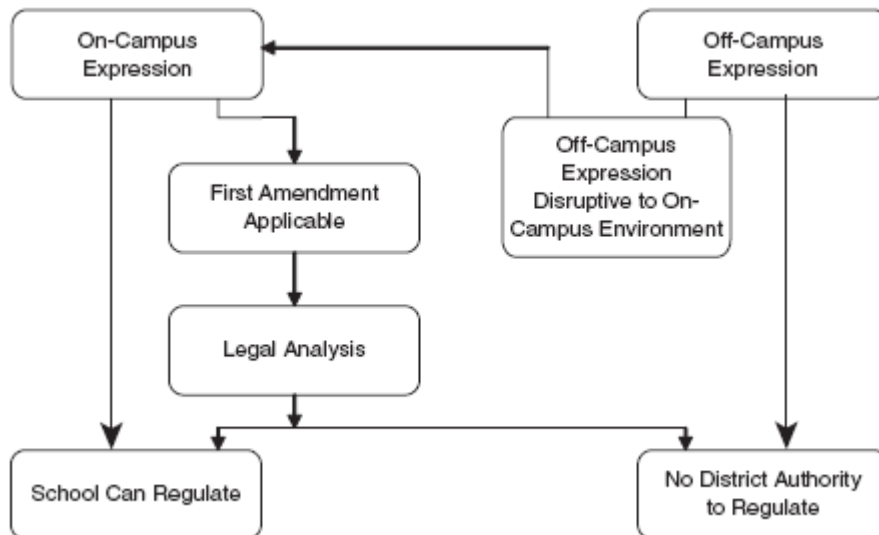 On-Campus
Expression
Off-Campus
Expression
Off-Campus
Expression
Disruptive to On-
Campus Environment
First Amendment
Applicable
Legal Analysis
School Can Regulate
No District Authority
to Regulate